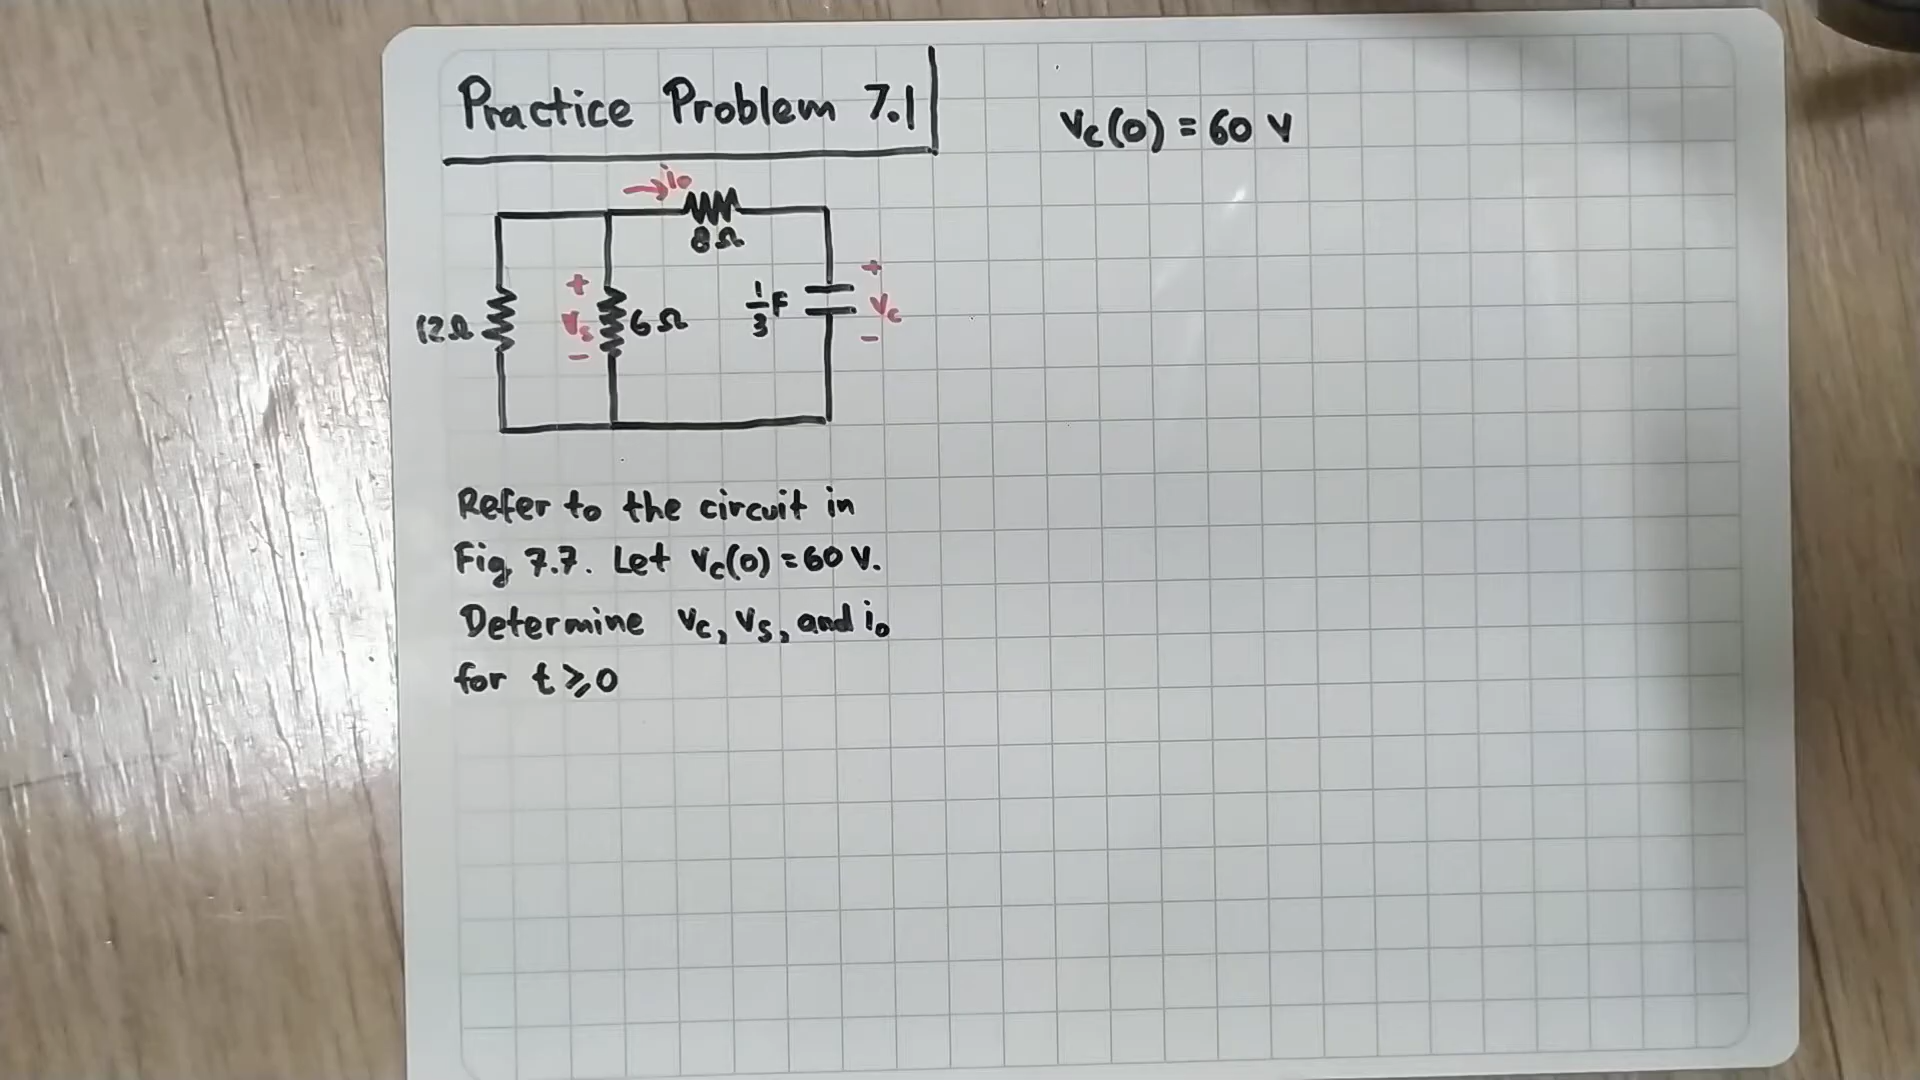 Practice Problem 7.1
Vc(0) = 60 V
io
8Ω
12Ω
+
Vs
-
6Ω
1/3 F
+
Vc
-
Refer to the circuit in
Fig. 7.7. Let Vc(0) = 60 V.
Determine Vc, Vs, and io
for t ⩾ 0